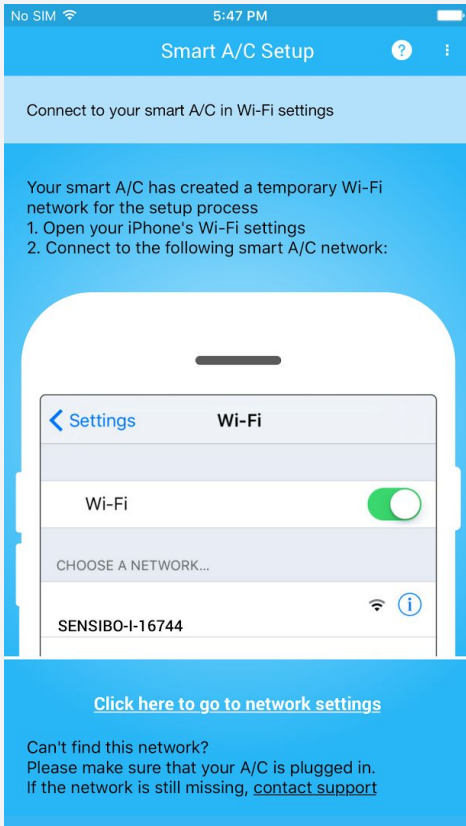 No SIM 5:47 PM
Smart A/C Setup ?
Connect to your smart A/C in Wi-Fi settings
Your smart A/C has created a temporary Wi-Fi
network for the setup process
1. Open your iPhone's Wi-Fi settings
2. Connect to the following smart A/C network:
Settings Wi-Fi
Wi-Fi
CHOOSE A NETWORK...
SENSIBO-I-16744 i
Click here to go to network settings
Can't find this network?
Please make sure that your A/C is plugged in.
If the network is still missing, contact support